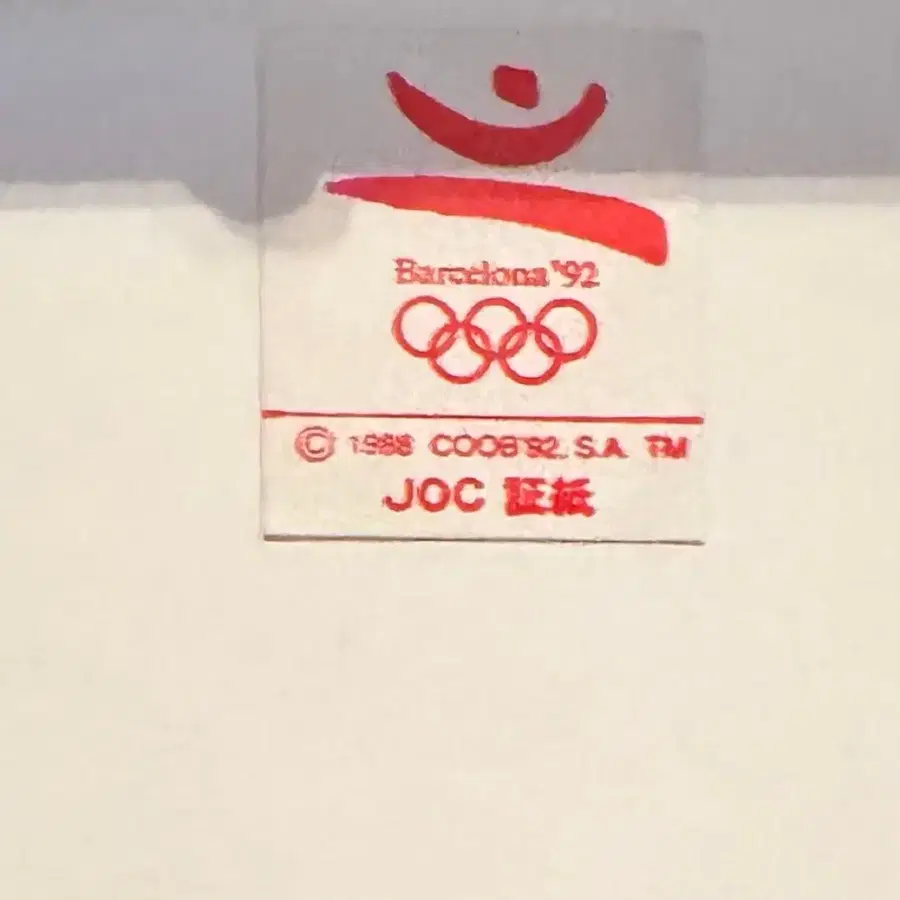 Barcelona '92
© 1988 COOB'92, S.A. TM
JOC 証紙